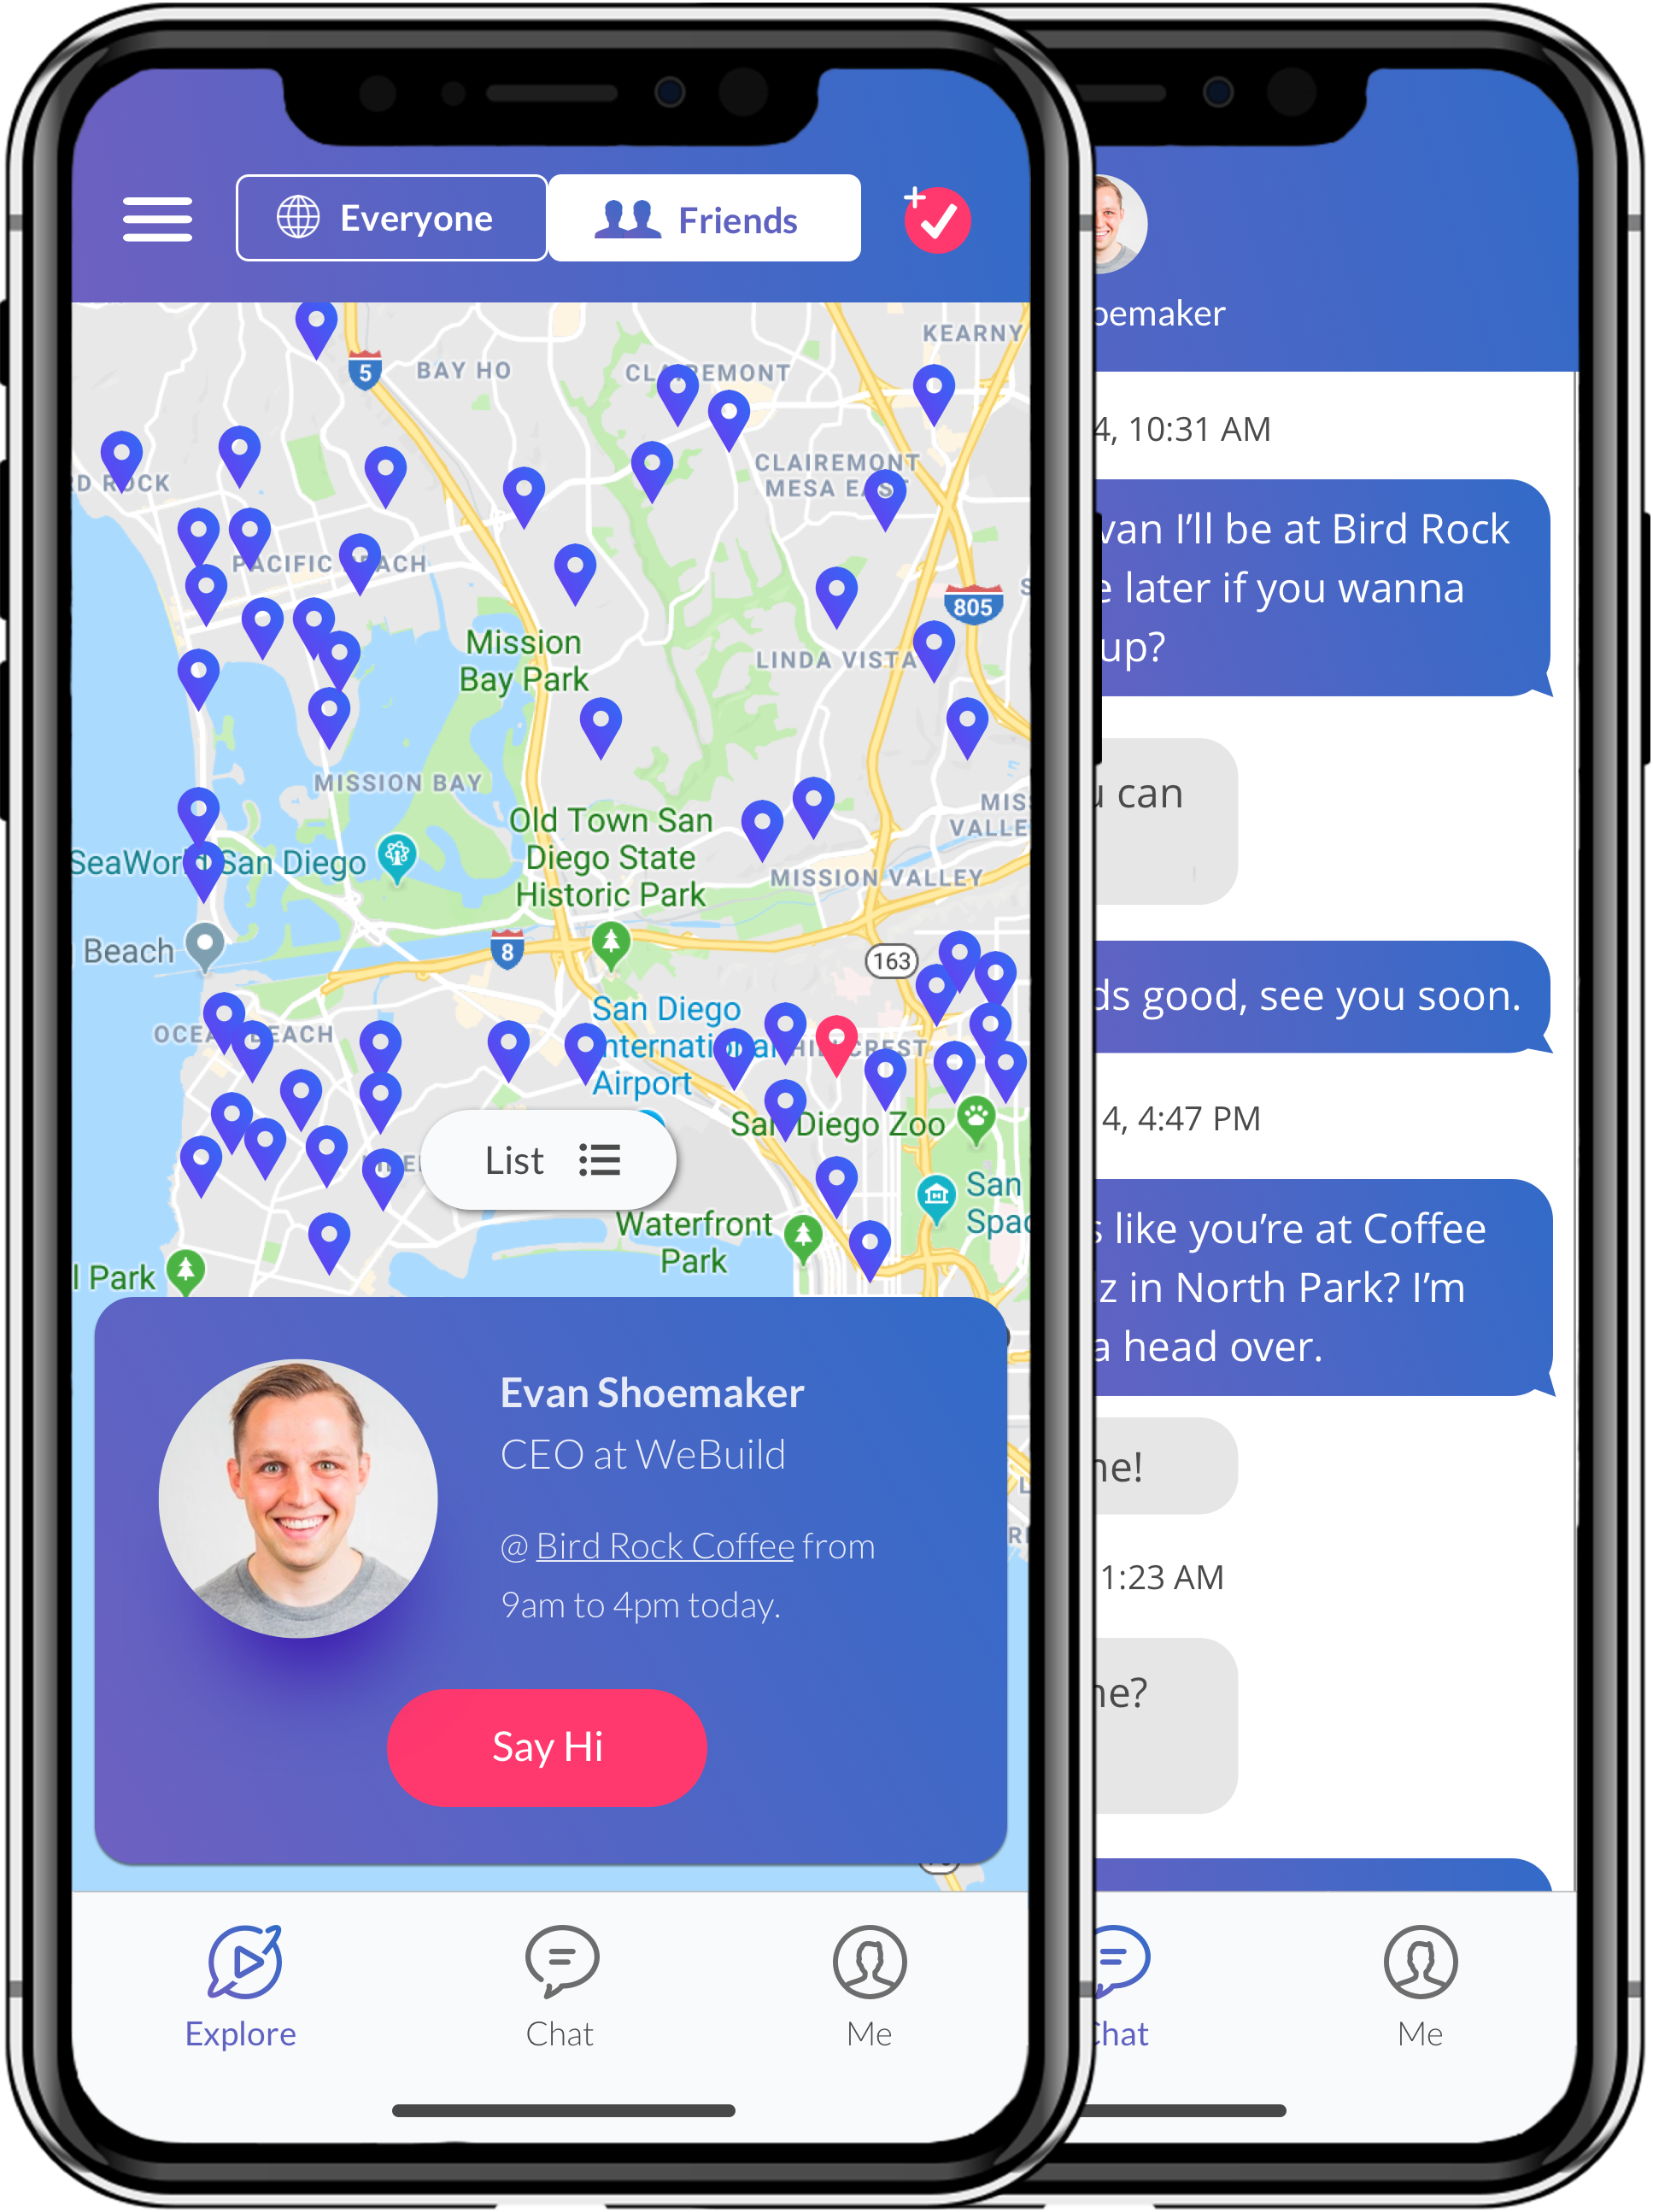 Everyone
Friends
KEARNY
5
BAY HO
CLAIREMONT
CLAIREMONT
MESA EAST
RD ROCK
PACIFIC BEACH
805
Mission
Bay Park
LINDA VISTA
MISSION BAY
Old Town San
Diego State
Historic Park
MISSION VALLEY
SeaWorld San Diego
Beach
8
163
San Diego
International
Airport
OCEAN BEACH
HILLCREST
San Diego Zoo
List
San
Spac
Waterfront
Park
l Park
Evan Shoemaker
CEO at WeBuild
@ Bird Rock Coffee from
9am to 4pm today.
Say Hi
Explore
Chat
Me
oemaker
4, 10:31 AM
van I'll be at Bird Rock
e later if you wanna
up?
u can
ds good, see you soon.
4, 4:47 PM
s like you're at Coffee
z in North Park? I'm
a head over.
ne!
1:23 AM
ne?
Chat
Me